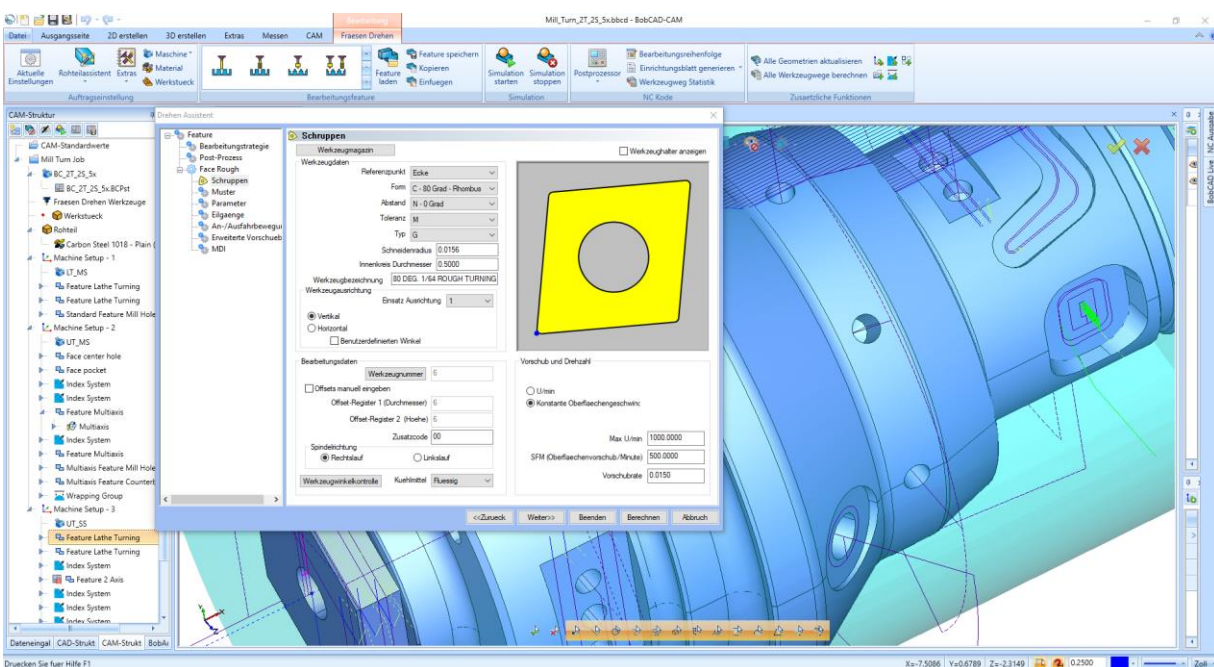 Mill_Turn_2T_2S_5x.bbcd - BobCAD-CAM
Bearbeitung
Datei Ausgangsseite 2D erstellen 3D erstellen Extras Messen CAM Fraesen Drehen
Aktuelle Einstellungen
Rohteilassistent
Extras
Maschine
Material
Werkstueck
Feature laden
Feature speichern
Kopieren
Einfuegen
Simulation starten
Simulation stoppen
Postprozessor
Bearbeitungsreihenfolge
Einrichtungsblatt generieren
Werkzeugweg Statistik
Alle Geometrien aktualisieren
Alle Werkzeugwege berechnen
Auftragseinstellung Bearbeitungsfeature Simulation NC Kode Zusaetzliche Funktionen
CAM-Struktur
CAM-Standardwerte
Mill Turn Job
BC_2T_2S_5x
BC_2T_2S_5x.BCPst
Fraesen Drehen Werkzeuge
Werkstueck
Rohteil
Carbon Steel 1018 - Plain (
Machine Setup - 1
LT_MS
Feature Lathe Turning
Feature Lathe Turning
Standard Feature Mill Hole
Machine Setup - 2
UT_MS
Face center hole
Face pocket
Index System
Index System
Feature Multiaxis
Multiaxis
Index System
Feature Multiaxis
Index System
Multiaxis Feature Mill Hole
Multiaxis Feature Counterb
Wrapping Group
Machine Setup - 3
UT_SS
Feature Lathe Turning
Feature Lathe Turning
Feature 2 Axis
Index System
Index System
Index System
Dateneingal CAD-Strukt CAM-Strukt BobAr
Drehen Assistent
Feature
Bearbeitungstrategie
Post-Prozess
Face Rough
Schruppen
Muster
Parameter
Eilgaenge
An-/Ausfahrbewegu
Erweiterte Vorschueb
MDI
Schruppen
Werkzeugmagazin
Werkzeughalter anzeigen
Werkzeugdaten
Referenzpunkt Ecke
Form C - 80 Grad - Rhombus
Abstand N - 0 Grad
Toleranz M
Typ G
Schneidenradius 0.0156
Innenkreis Durchmesser 0.5000
Werkzeugbezeichnung 80 DEG. 1/64 ROUGH TURNING
Werkzeugausrichtung
Einsatz Ausrichtung 1
Vertikal
Horizontal
Benutzerdefinierten Winkel
Bearbeitungsdaten
Werkzeugnummer 6
Offsets manuell eingeben
Offset-Register 1 (Durchmesser) 6
Offset-Register 2 (Hoehe) 6
Zusatzcode 00
Spindelrichtung
Rechtslauf Linkslauf
Werkzeugwinkelkontrolle Kuehlmittel Fluessig
Vorschub und Drehzahl
U/min
Konstante Oberflaechengeschwinc
Max U/min 1000.0000
SFM (Oberflaechenvorschub/Minute) 500.0000
Vorschubrate 0.0150
<<Zurueck Weiter>> Beenden Berechnen Abbruch
NC Ausgabe
BobCAD Live
Y X Z
Druecken Sie fuer Hilfe F1
X=-7.5086 Y=0.6789 Z=-2.3149 0.2500 Zoll